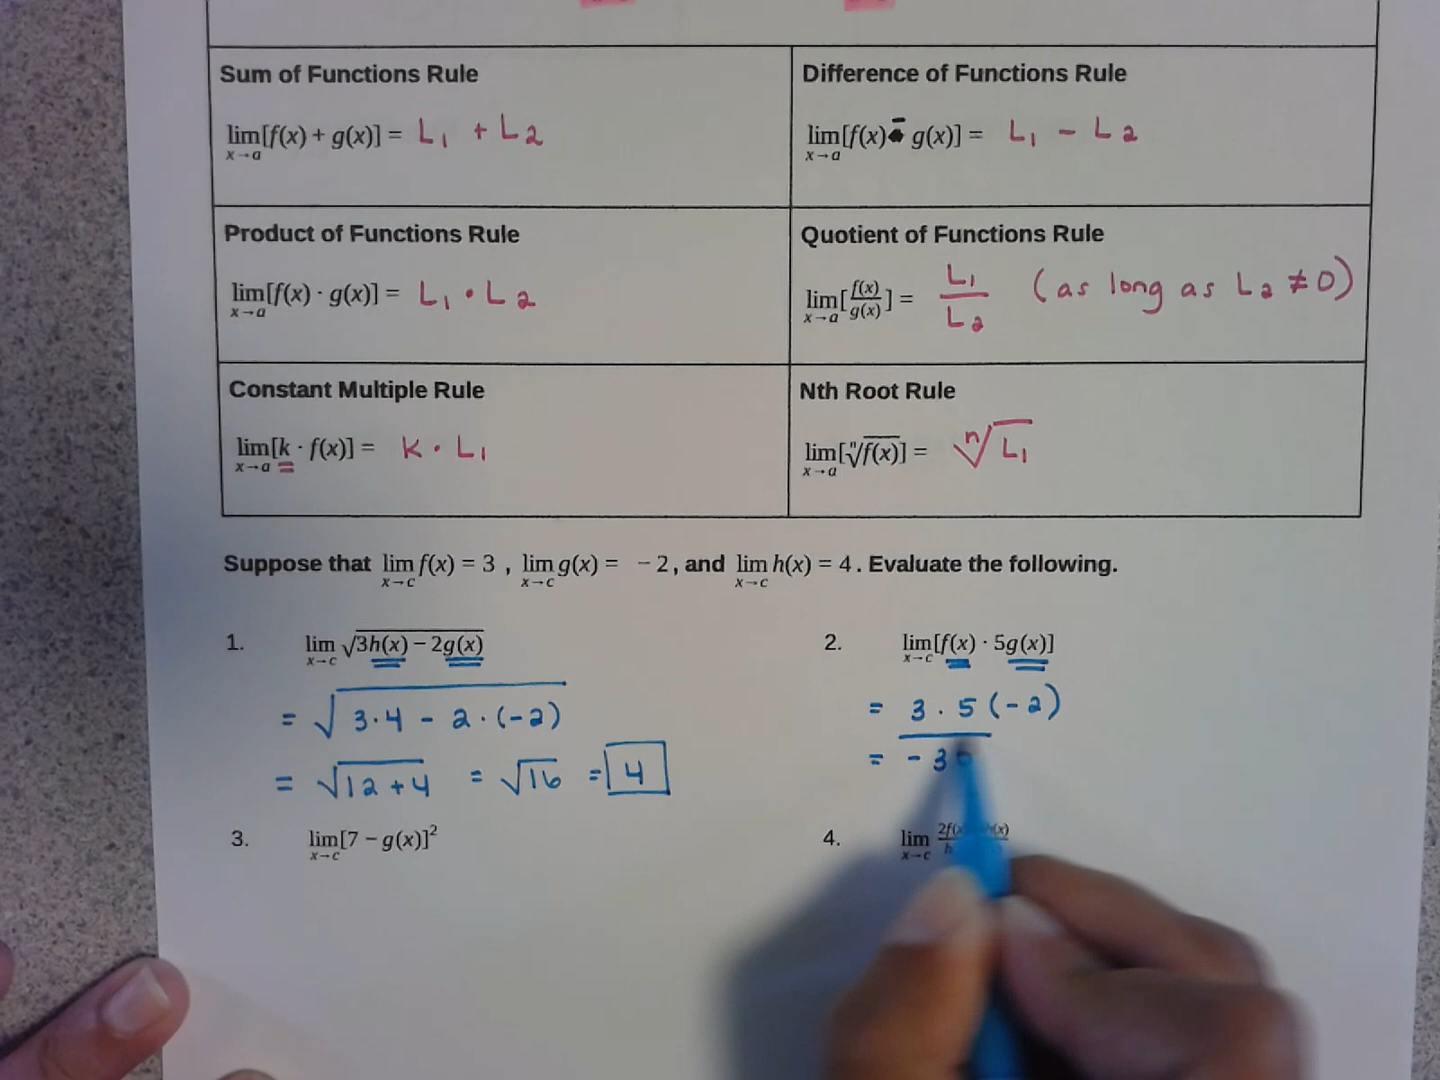 Sum of Functions Rule
lim x→a [f(x) + g(x)] = L₁ + L₂
Difference of Functions Rule
lim x→a [f(x) - g(x)] = L₁ - L₂
Product of Functions Rule
lim x→a [f(x) · g(x)] = L₁ · L₂
Quotient of Functions Rule
lim x→a [f(x)/g(x)] = L₁/L₂ (as long as L₂ ≠ 0)
Constant Multiple Rule
lim x→a [k · f(x)] = K · L₁
Nth Root Rule
lim x→a [ⁿ√f(x)] = ⁿ√L₁
Suppose that lim x→c f(x) = 3 , lim x→c g(x) = -2, and lim x→c h(x) = 4. Evaluate the following.
1. lim x→c √(3h(x) - 2g(x))
= √(3·4 - 2·(-2))
= √(12+4) = √16 = 4
2. lim x→c [f(x) · 5g(x)]
= 3 · 5(-2)
= -3
3. lim x→c [7 - g(x)]²
4. lim x→c